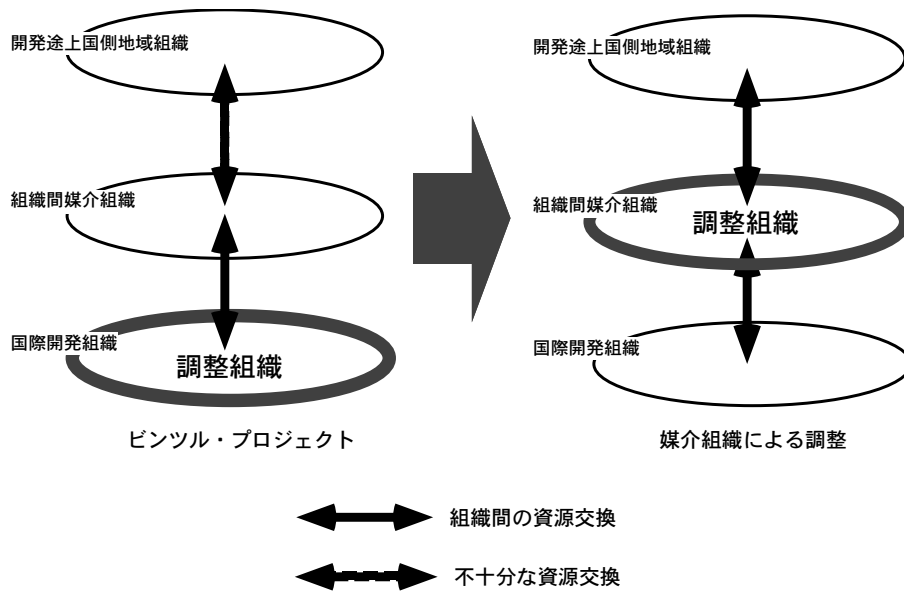 開発途上国側地域組織
組織間媒介組織
国際開発組織
調整組織
ビンツル・プロジェクト
開発途上国側地域組織
組織間媒介組織
調整組織
国際開発組織
媒介組織による調整
組織間の資源交換
不十分な資源交換